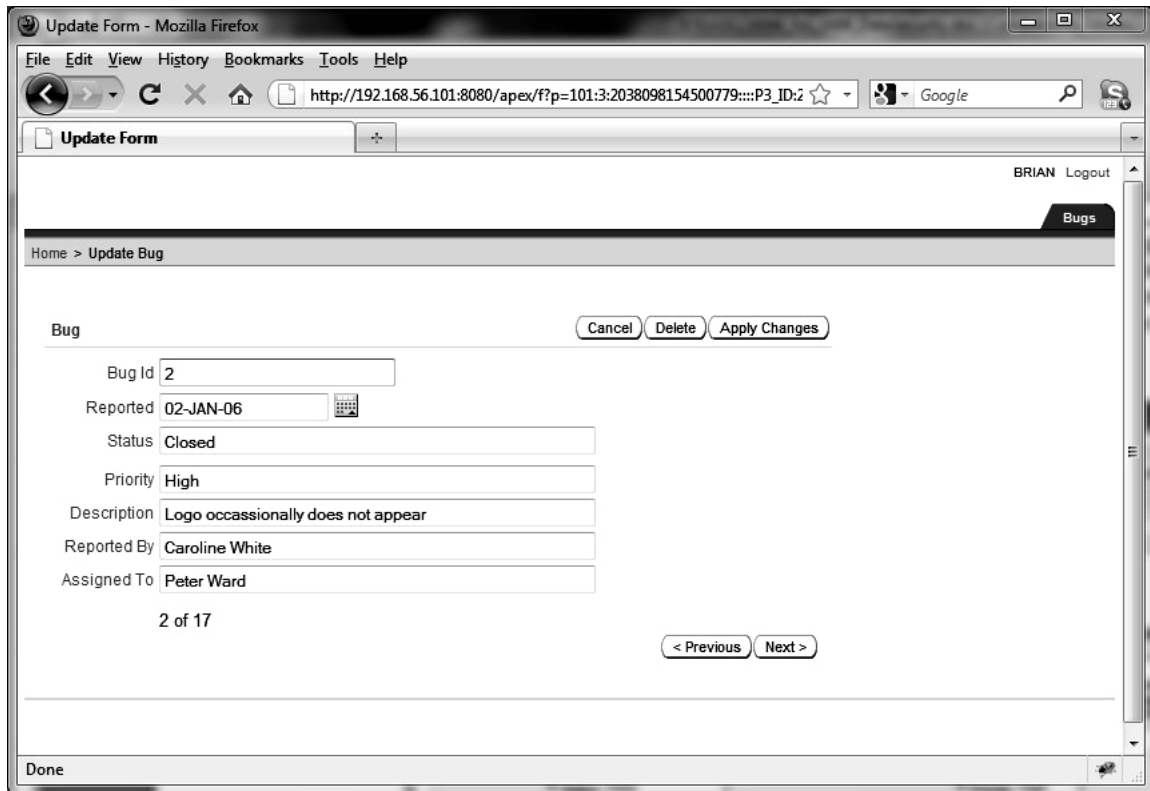 Update Form - Mozilla Firefox
File Edit View History Bookmarks Tools Help
http://192.168.56.101:8080/apex/f?p=101:3:2038098154500779::::P3_ID:2
Google
Update Form
BRIAN Logout
Bugs
Home > Update Bug
Bug
Cancel Delete Apply Changes
Bug Id 2
Reported 02-JAN-06
Status Closed
Priority High
Description Logo occassionally does not appear
Reported By Caroline White
Assigned To Peter Ward
2 of 17
< Previous Next >
Done